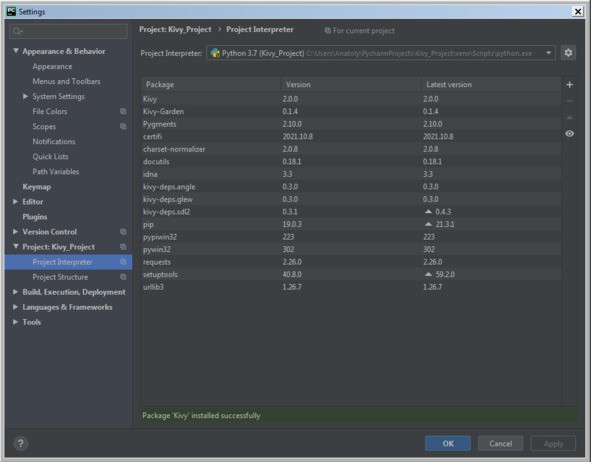 Settings
Project: Kivy_Project › Project Interpreter For current project
Appearance & Behavior
Appearance
Menus and Toolbars
System Settings
File Colors
Scopes
Notifications
Quick Lists
Path Variables
Keymap
Editor
Plugins
Version Control
Project: Kivy_Project
Project Interpreter
Project Structure
Build, Execution, Deployment
Languages & Frameworks
Tools
Project Interpreter: Python 3.7 (Kivy_Project) C:\Users\Anatoly\PycharmProjects\Kivy_Project\venv\Scripts\python.exe
Package Version Latest version
Kivy 2.0.0 2.0.0
Kivy-Garden 0.1.4 0.1.4
Pygments 2.10.0 2.10.0
certifi 2021.10.8 2021.10.8
charset-normalizer 2.0.8 2.0.8
docutils 0.18.1 0.18.1
idna 3.3 3.3
kivy-deps.angle 0.3.0 0.3.0
kivy-deps.glew 0.3.0 0.3.0
kivy-deps.sdl2 0.3.1 ▲ 0.4.3
pip 19.0.3 ▲ 21.3.1
pypiwin32 223 223
pywin32 302 302
requests 2.26.0 2.26.0
setuptools 40.8.0 ▲ 59.2.0
urllib3 1.26.7 1.26.7
Package 'Kivy' installed successfully
? OK Cancel Apply